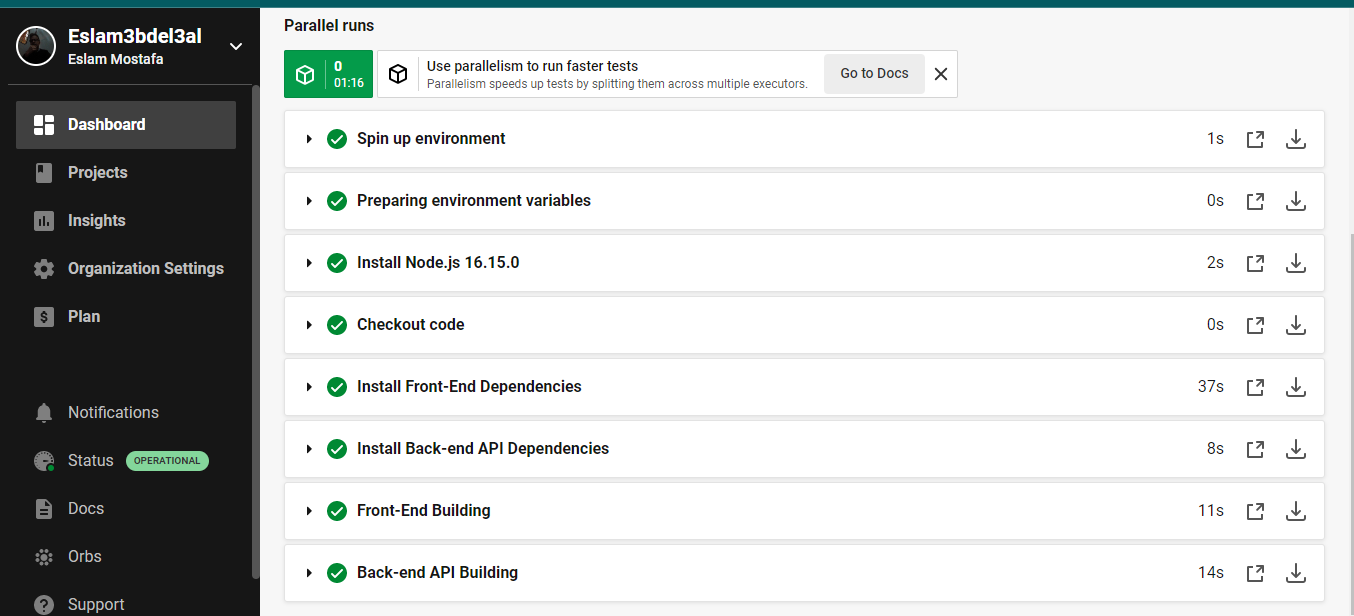 Eslam3bdel3al
Eslam Mostafa
Dashboard
Projects
Insights
Organization Settings
Plan
Notifications
Status OPERATIONAL
Docs
Orbs
Support
Parallel runs
0
01:16
Use parallelism to run faster tests
Parallelism speeds up tests by splitting them across multiple executors.
Go to Docs
Spin up environment 1s
Preparing environment variables 0s
Install Node.js 16.15.0 2s
Checkout code 0s
Install Front-End Dependencies 37s
Install Back-end API Dependencies 8s
Front-End Building 11s
Back-end API Building 14s